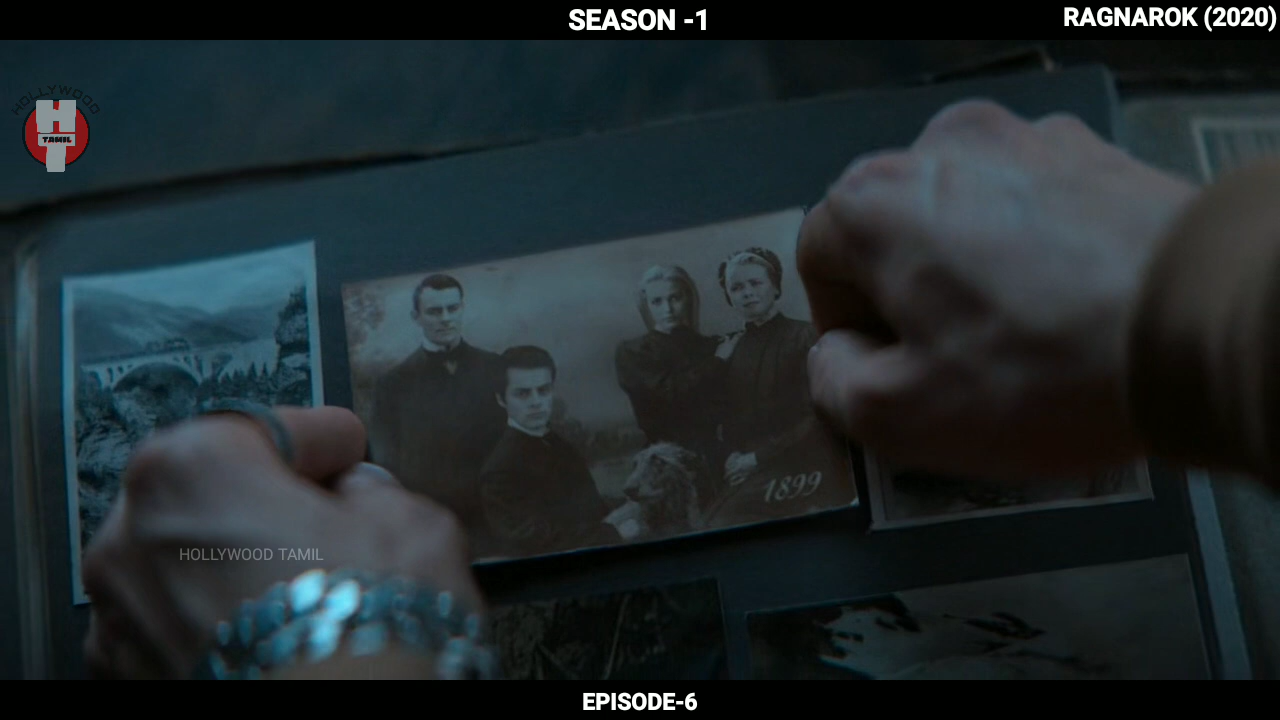 SEASON -1
RAGNAROK (2020)
HOLLYWOOD
H
TAMIL
T
1899
HOLLYWOOD TAMIL
EPISODE-6